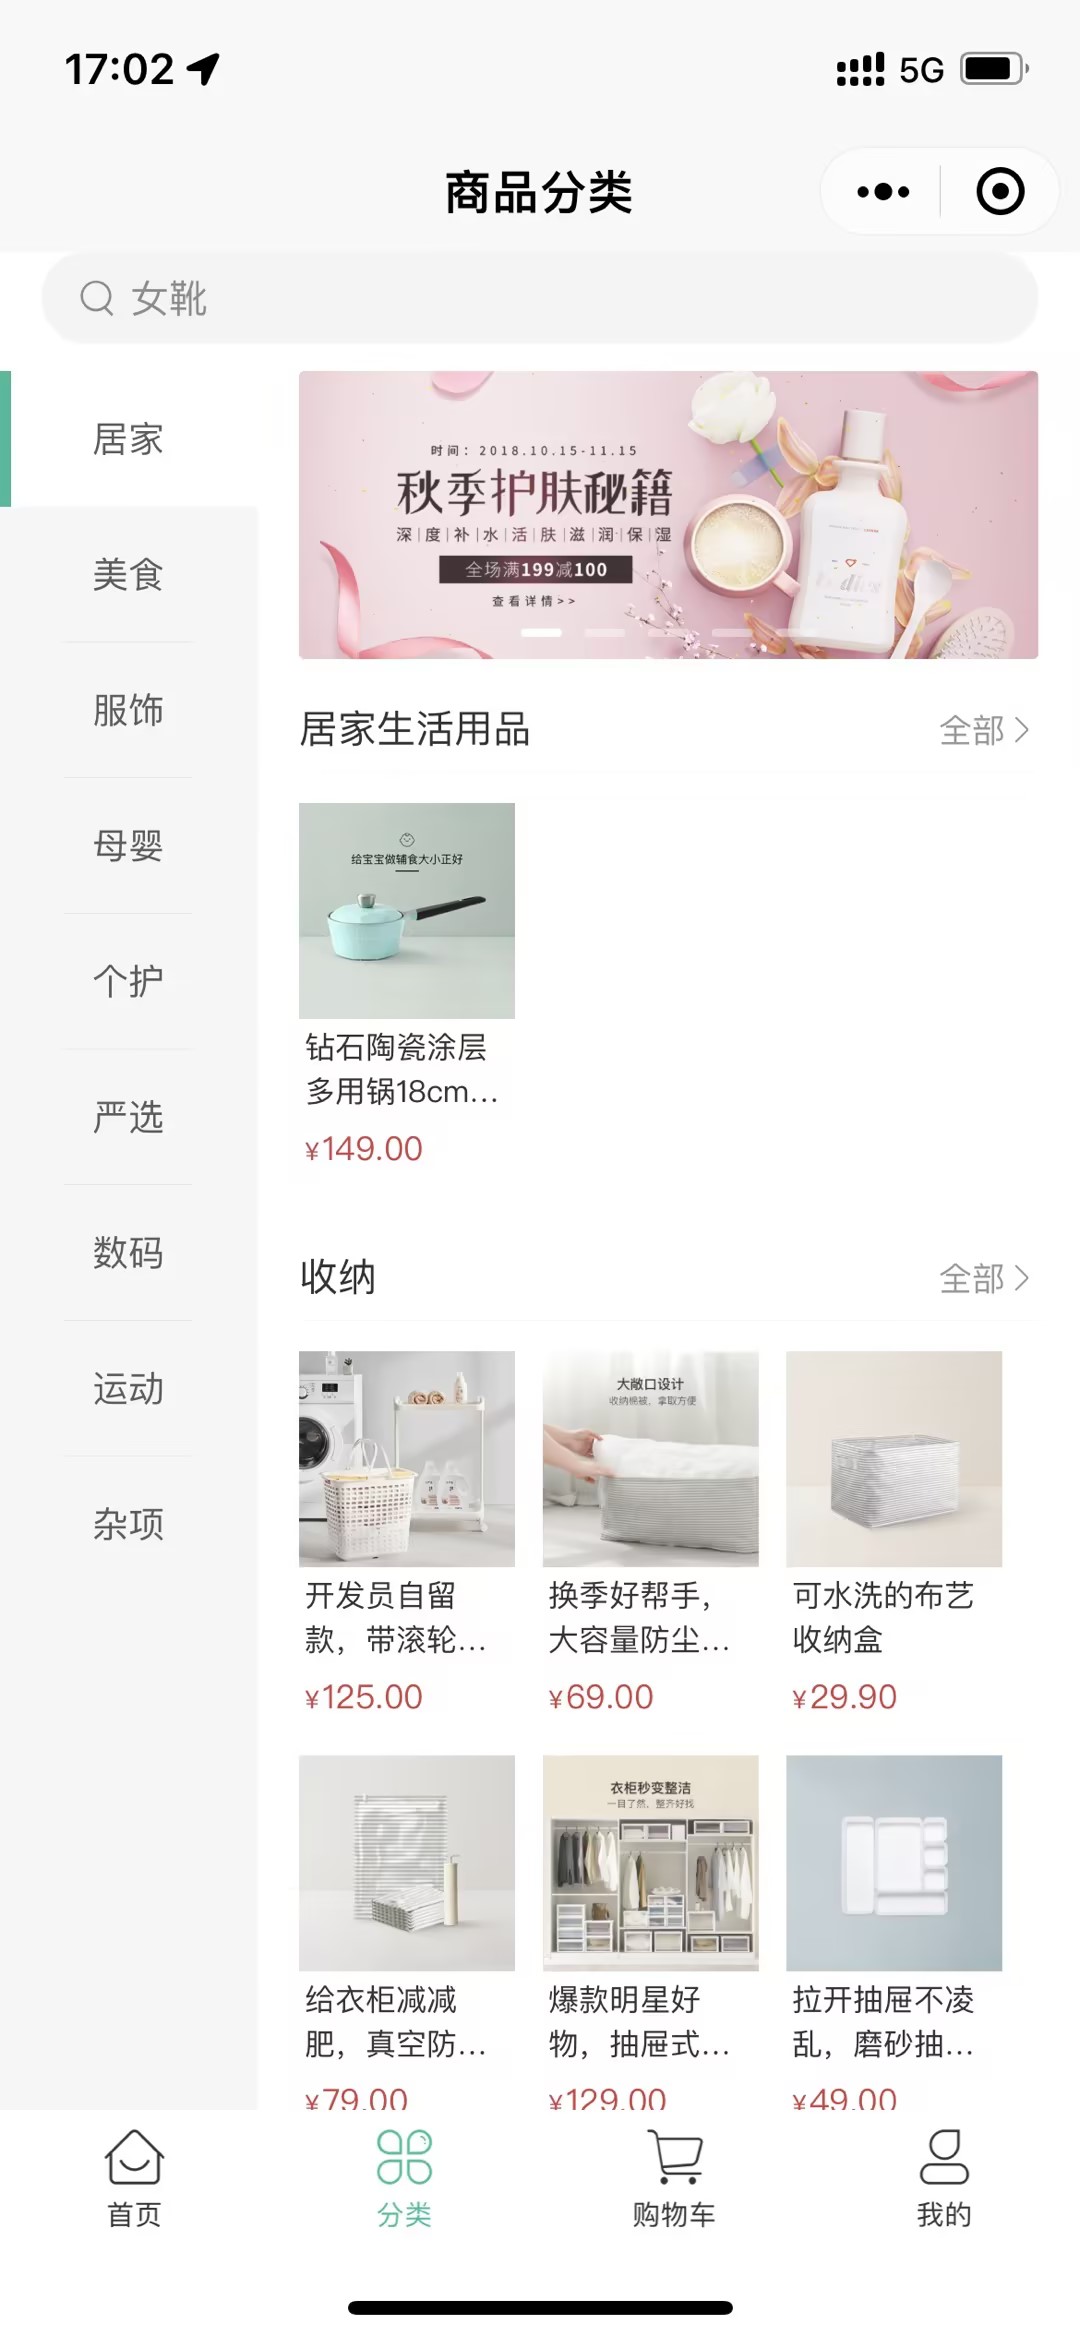 17:02
5G
商品分类
女靴
居家
美食
服饰
母婴
个护
严选
数码
运动
杂项
时间：2018.10.15-11.15
秋季护肤秘籍
深|度|补|水|活|肤|滋|润·保|湿
全场满199减100
查看详情>>
居家生活用品
全部
给宝宝做辅食大小正好
钻石陶瓷涂层
多用锅18cm...
¥149.00
收纳
全部
大敞口设计
收纳棉被，拿取方便
开发员自留
款，带滚轮...
¥125.00
换季好帮手，
大容量防尘...
¥69.00
可水洗的布艺
收纳盒
¥29.90
衣柜秒变整洁
一目了然，整齐好找
给衣柜减减
肥，真空防...
¥79.00
爆款明星好
物，抽屉式...
¥129.00
拉开抽屉不凌
乱，磨砂抽...
¥49.00
首页
分类
购物车
我的